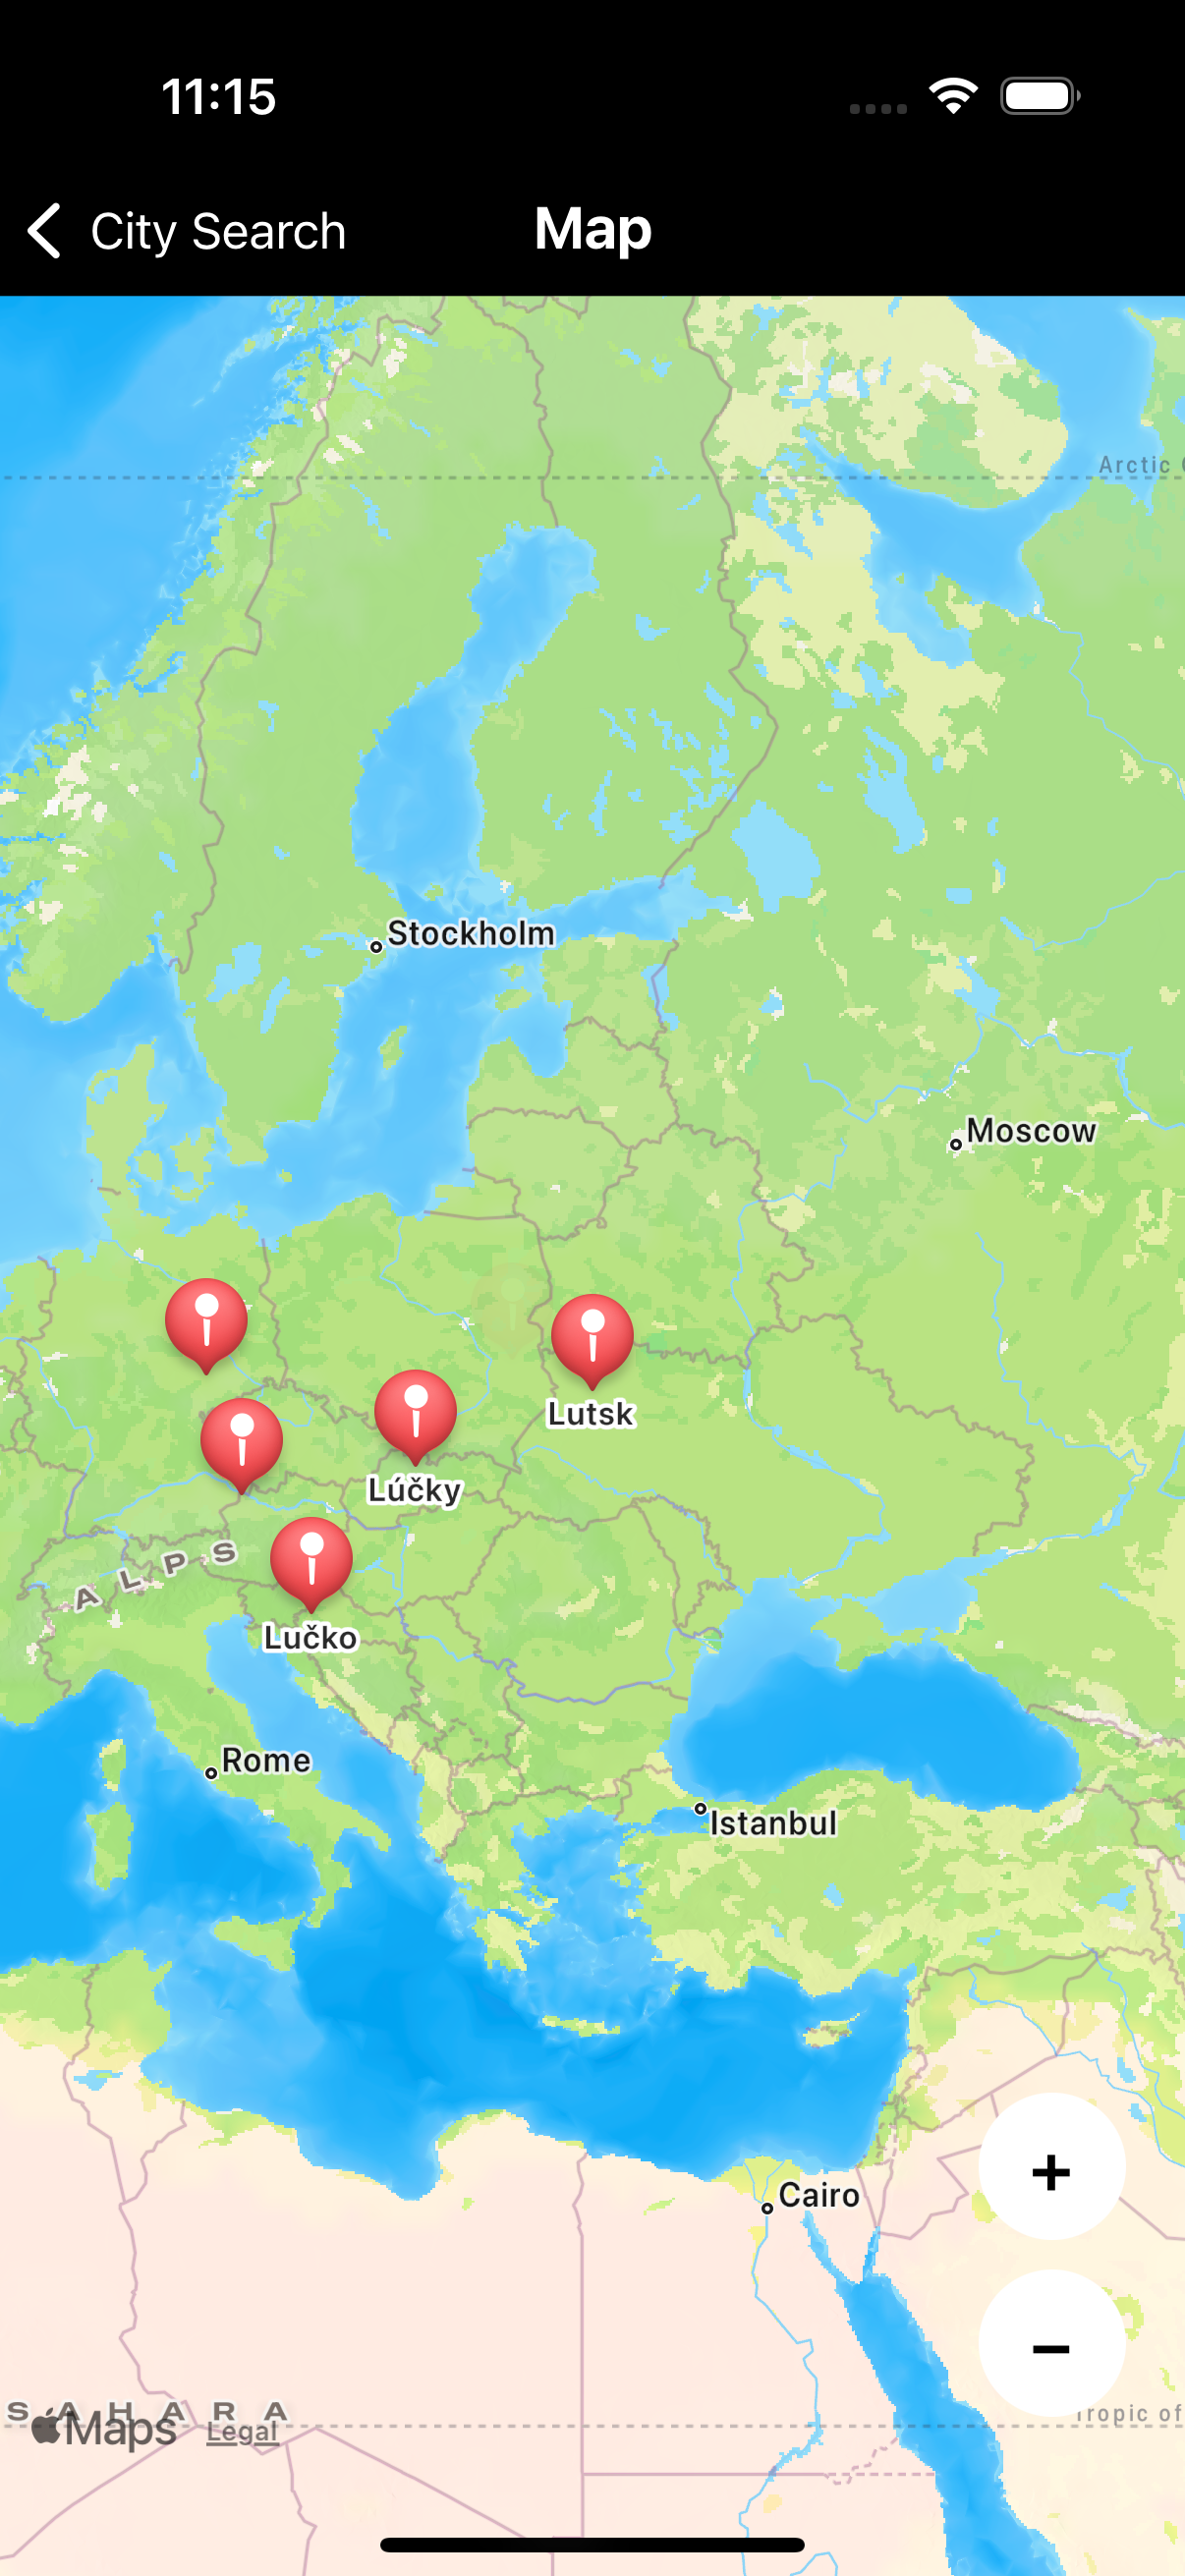 11:15
City Search
Map
Arctic
Stockholm
Moscow
Lutsk
Lúčky
ALPS
Lučko
Rome
Istanbul
+
Cairo
−
SAHARA
Maps
Legal
Tropic of